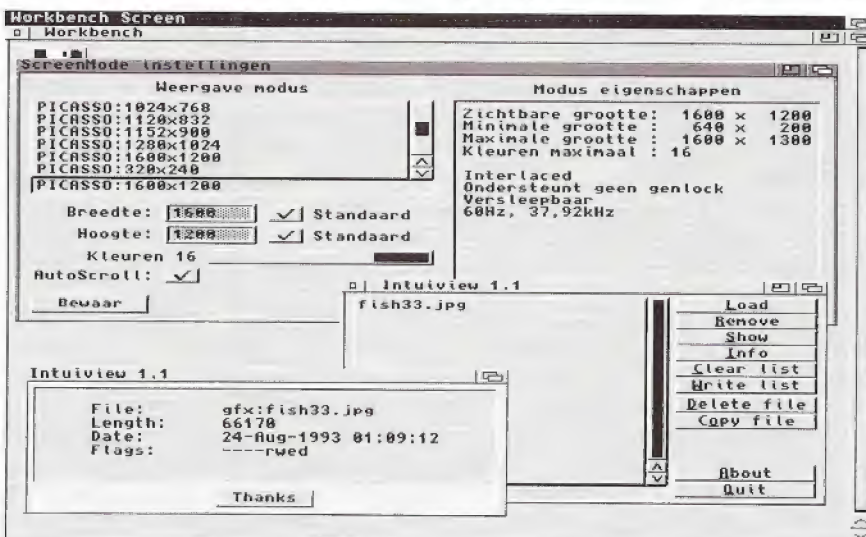 Workbench Screen
Workbench
ScreenMode instellingen
Weergave modus
PICASSO:1024x768
PICASSO:1120x832
PICASSO:1152x900
PICASSO:1280x1024
PICASSO:1600x1200
PICASSO:320x240
PICASSO:1600x1200
Breedte: 1600 Standaard
Hoogte: 1200 Standaard
Kleuren 16
AutoScroll:
Bewaar
Modus eigenschappen
Zichtbare grootte: 1600 x 1200
Minimale grootte : 640 x 200
Maximale grootte : 1600 x 1300
Kleuren maximaal : 16
Interlaced
Ondersteunt geen genlock
Versleepbaar
60Hz, 37,92kHz
Intuiview 1.1
fish33.jpg
Load
Remove
Show
Info
Clear list
Write list
Delete file
Copy file
About
Quit
Intuiview 1.1
File: gfx:fish33.jpg
Length: 66170
Date: 24-Aug-1993 01:09:12
Flags: ----rwed
Thanks